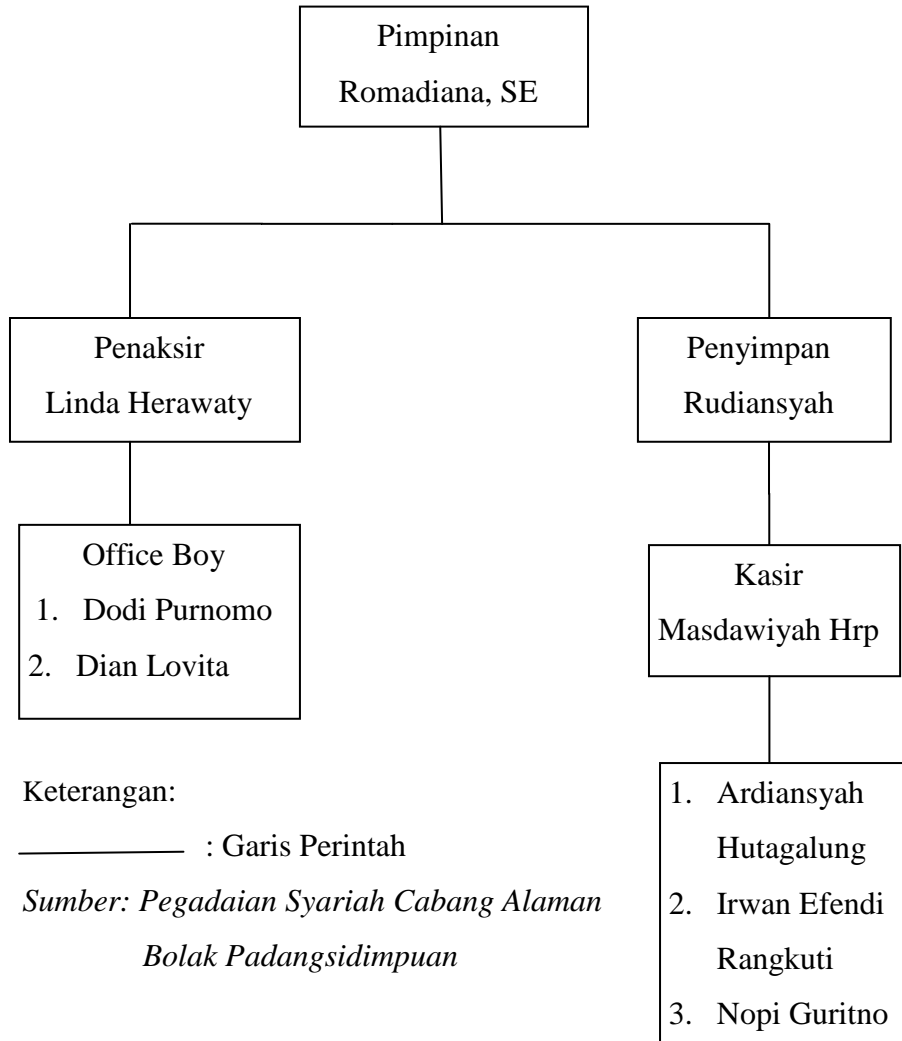 Pimpinan
Romadiana, SE
Penaksir
Linda Herawaty
Penyimpan
Rudiansyah
Office Boy
1. Dodi Purnomo
2. Dian Lovita
Kasir
Masdawiyah Hrp
1. Ardiansyah
Hutagalung
2. Irwan Efendi
Rangkuti
3. Nopi Guritno
Keterangan:
: Garis Perintah
Sumber: Pegadaian Syariah Cabang Alaman
Bolak Padangsidimpuan